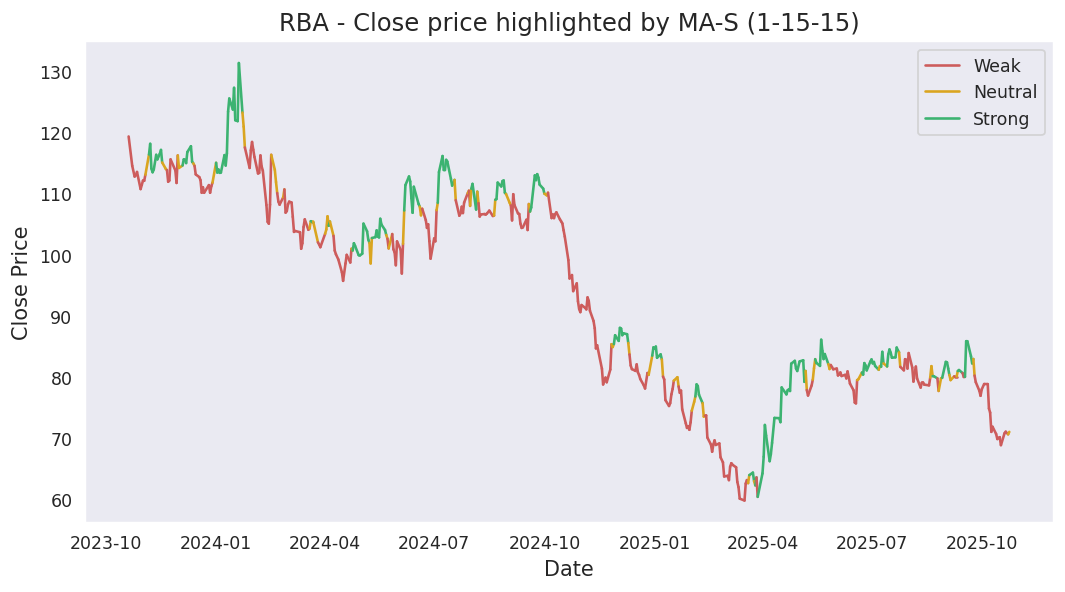 RBA - Close price highlighted by MA-S (1-15-15)
Weak
Neutral
Strong
Close Price
130
120
110
100
90
80
70
60
2023-10 2024-01 2024-04 2024-07 2024-10 2025-01 2025-04 2025-07 2025-10
Date